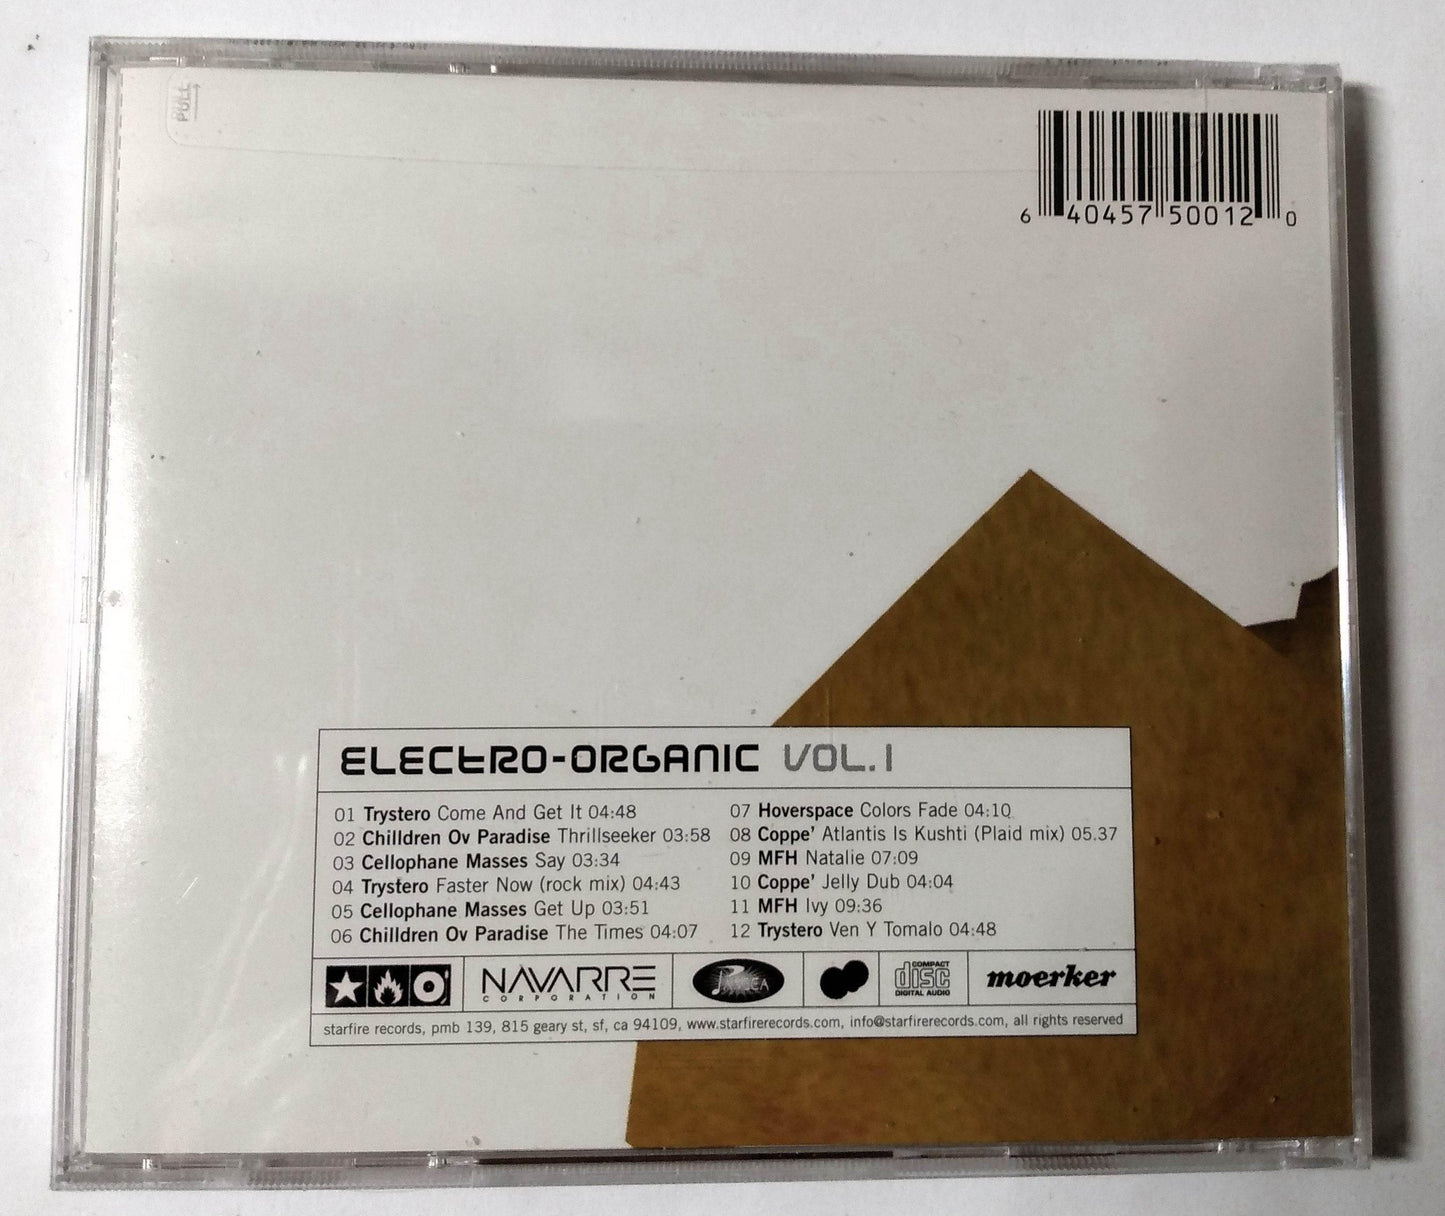 PULL
6 40457 50012 0
ELECTRO-ORGANIC VOL.1
01 Trystero Come And Get It 04:48
02 Chilldren Ov Paradise Thrillseeker 03:58
03 Cellophane Masses Say 03:34
04 Trystero Faster Now (rock mix) 04:43
05 Cellophane Masses Get Up 03:51
06 Chilldren Ov Paradise The Times 04:07
07 Hoverspace Colors Fade 04:10
08 Coppe' Atlantis Is Kushti (Plaid mix) 05.37
09 MFH Natalie 07:09
10 Coppe' Jelly Dub 04:04
11 MFH Ivy 09:36
12 Trystero Ven Y Tomalo 04:48
NAVARRE
CORPORATION
COMPACT
disc
DIGITAL AUDIO
moerker
starfire records, pmb 139, 815 geary st, sf, ca 94109, www.starfirerecords.com, info@starfirerecords.com, all rights reserved